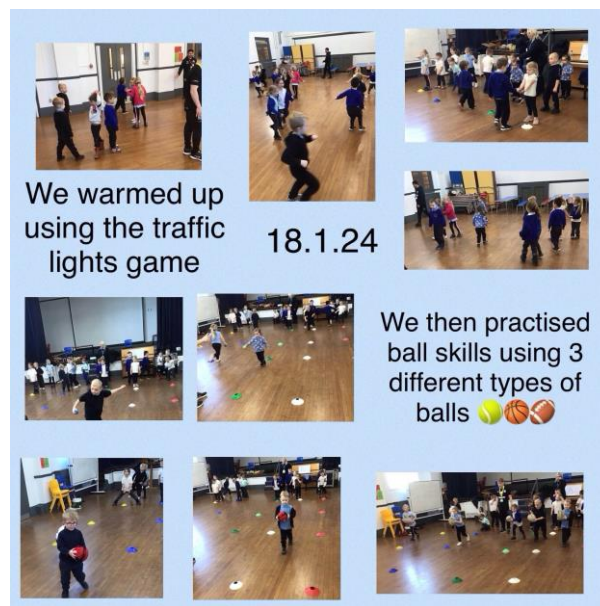 We warmed up
using the traffic
lights game
18.1.24
We then practised
ball skills using 3
different types of
balls 🎾🏀🏈